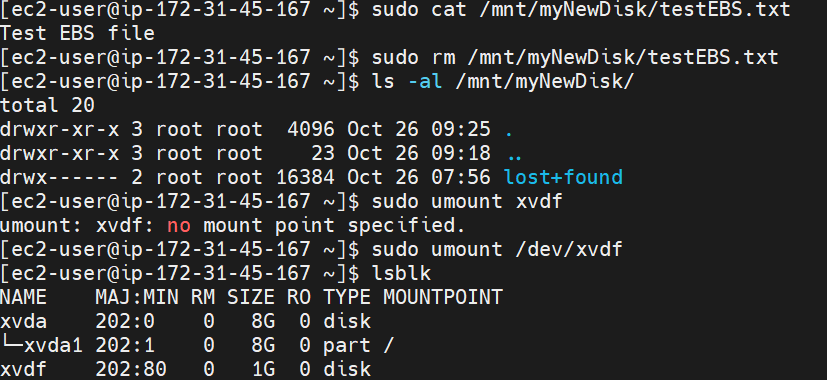 [ec2-user@ip-172-31-45-167 ~]$ sudo cat /mnt/myNewDisk/testEBS.txt
Test EBS file
[ec2-user@ip-172-31-45-167 ~]$ sudo rm /mnt/myNewDisk/testEBS.txt
[ec2-user@ip-172-31-45-167 ~]$ ls -al /mnt/myNewDisk/
total 20
drwxr-xr-x 3 root root  4096 Oct 26 09:25 .
drwxr-xr-x 3 root root    23 Oct 26 09:18 ..
drwx------ 2 root root 16384 Oct 26 07:56 lost+found
[ec2-user@ip-172-31-45-167 ~]$ sudo umount xvdf
umount: xvdf: no mount point specified.
[ec2-user@ip-172-31-45-167 ~]$ sudo umount /dev/xvdf
[ec2-user@ip-172-31-45-167 ~]$ lsblk
NAME    MAJ:MIN RM SIZE RO TYPE MOUNTPOINT
xvda    202:0    0   8G  0 disk
└─xvda1 202:1    0   8G  0 part /
xvdf    202:80   0   1G  0 disk